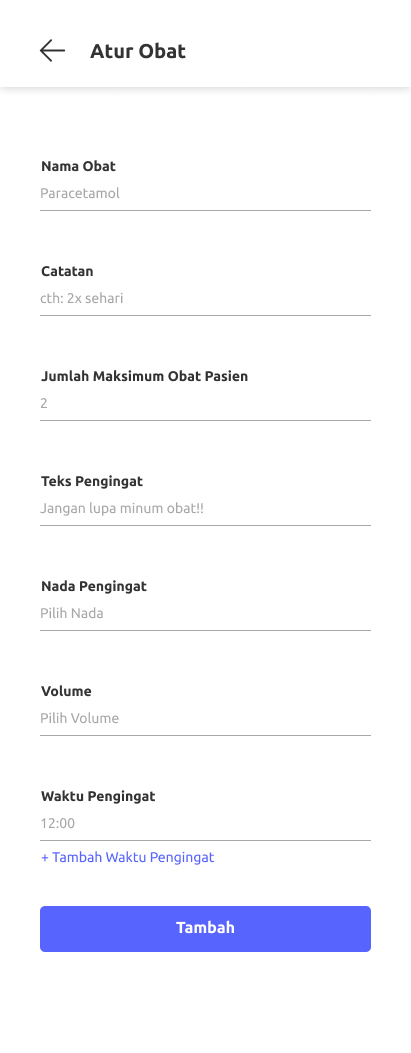 Atur Obat
Nama Obat
Paracetamol
Catatan
cth: 2x sehari
Jumlah Maksimum Obat Pasien
2
Teks Pengingat
Jangan lupa minum obat!!
Nada Pengingat
Pilih Nada
Volume
Pilih Volume
Waktu Pengingat
12:00
+ Tambah Waktu Pengingat
Tambah